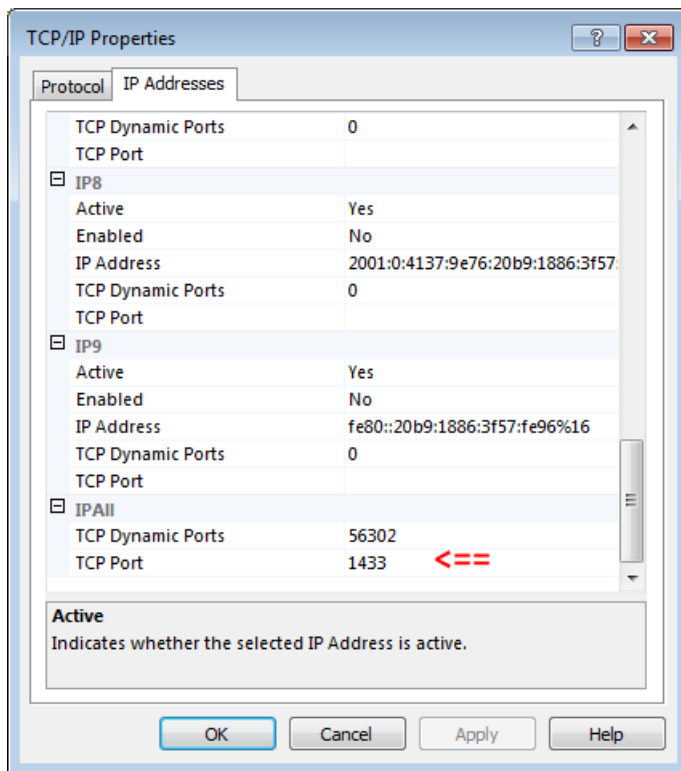 TCP/IP Properties
Protocol IP Addresses
TCP Dynamic Ports 0
TCP Port
IP8
Active Yes
Enabled No
IP Address 2001:0:4137:9e76:20b9:1886:3f57:
TCP Dynamic Ports 0
TCP Port
IP9
Active Yes
Enabled No
IP Address fe80::20b9:1886:3f57:fe96%16
TCP Dynamic Ports 0
TCP Port
IPAll
TCP Dynamic Ports 56302
TCP Port 1433 <==
Active
Indicates whether the selected IP Address is active.
OK Cancel Apply Help